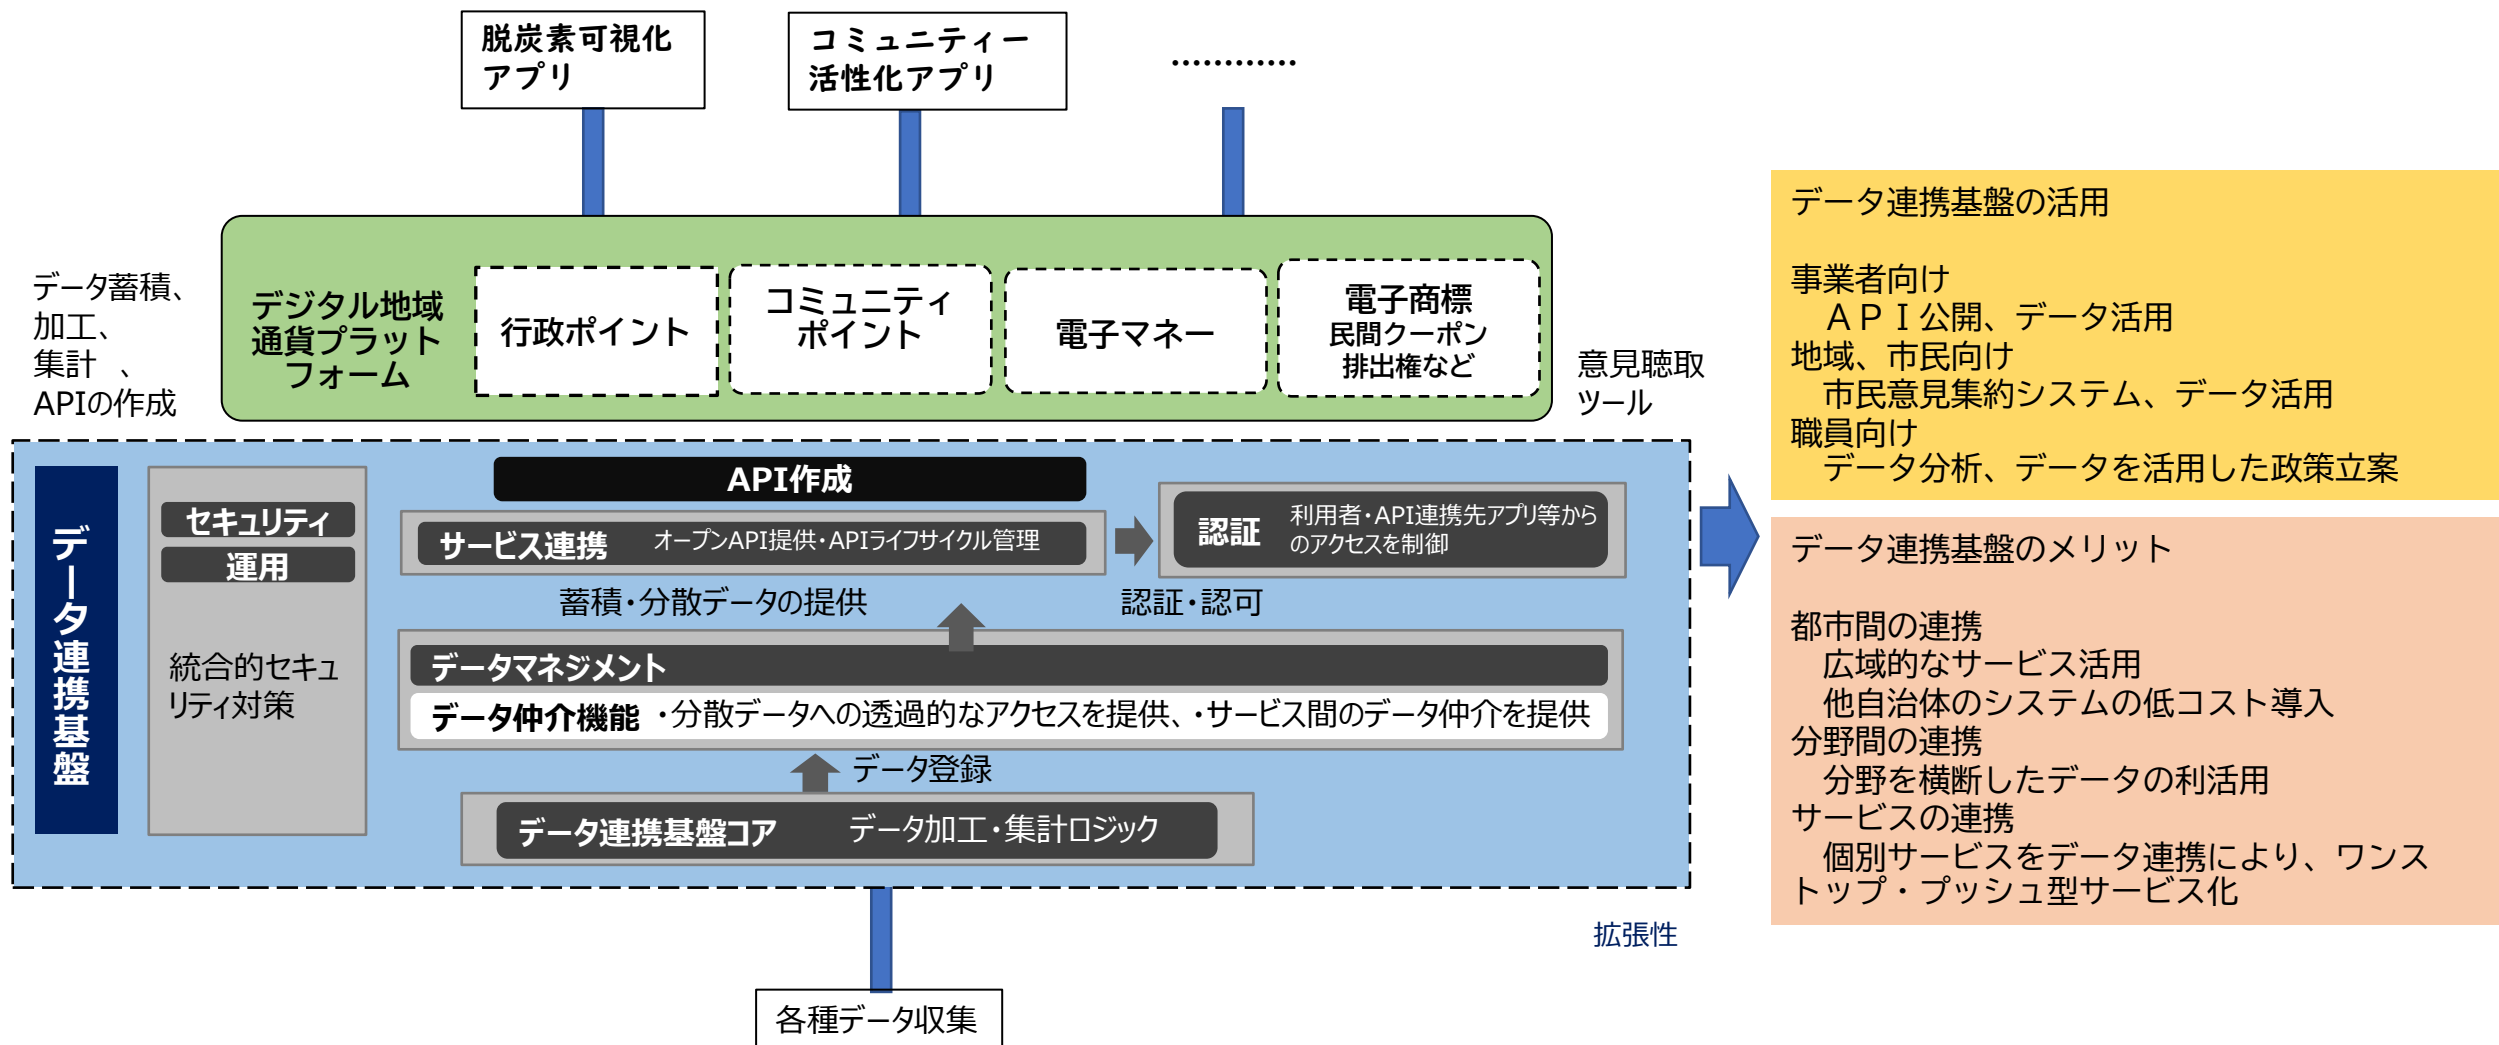 脱炭素可視化
アプリ
コミュニティー
活性化アプリ
…………
データ蓄積、
加工、
集計　、
APIの作成
デジタル地域
通貨プラット
フォーム
行政ポイント
コミュニティ
ポイント
電子マネー
電子商標
民間クーポン
排出権など
意見聴取
ツール
データ連携基盤
セキュリティ
運用
統合的セキュ
リティ対策
API作成
サービス連携　オープンAPI提供・APIライフサイクル管理
認証
利用者・API連携先アプリ等から
のアクセスを制御
蓄積・分散データの提供
認証・認可
データマネジメント
データ仲介機能　・分散データへの透過的なアクセスを提供、・サービス間のデータ仲介を提供
データ登録
データ連携基盤コア　データ加工・集計ロジック
拡張性
各種データ収集
データ連携基盤の活用
事業者向け
　ＡＰＩ公開、データ活用
地域、市民向け
　市民意見集約システム、データ活用
職員向け
　データ分析、データを活用した政策立案
データ連携基盤のメリット
都市間の連携
　広域的なサービス活用
　他自治体のシステムの低コスト導入
分野間の連携
　分野を横断したデータの利活用
サービスの連携
　個別サービスをデータ連携により、ワンス
トップ・プッシュ型サービス化